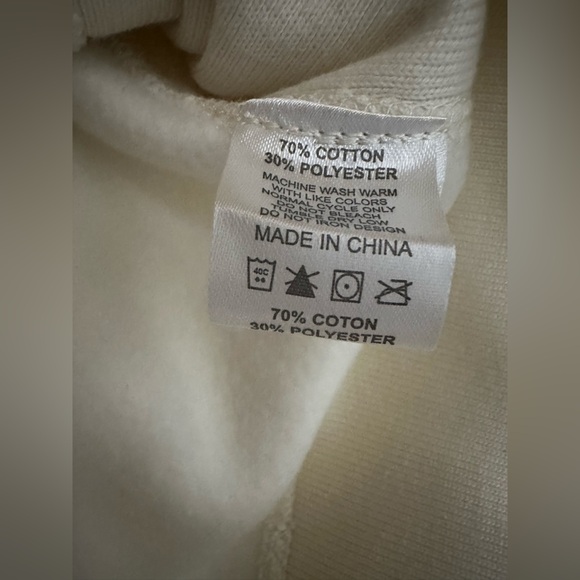 70% COTTON
30% POLYESTER
MACHINE WASH WARM
WITH LIKE COLORS
NORMAL CYCLE ONLY
DO NOT BLEACH
TUMBLE DRY LOW
DO NOT IRON DESIGN
MADE IN CHINA
40C
70% COTON
30% POLYESTER